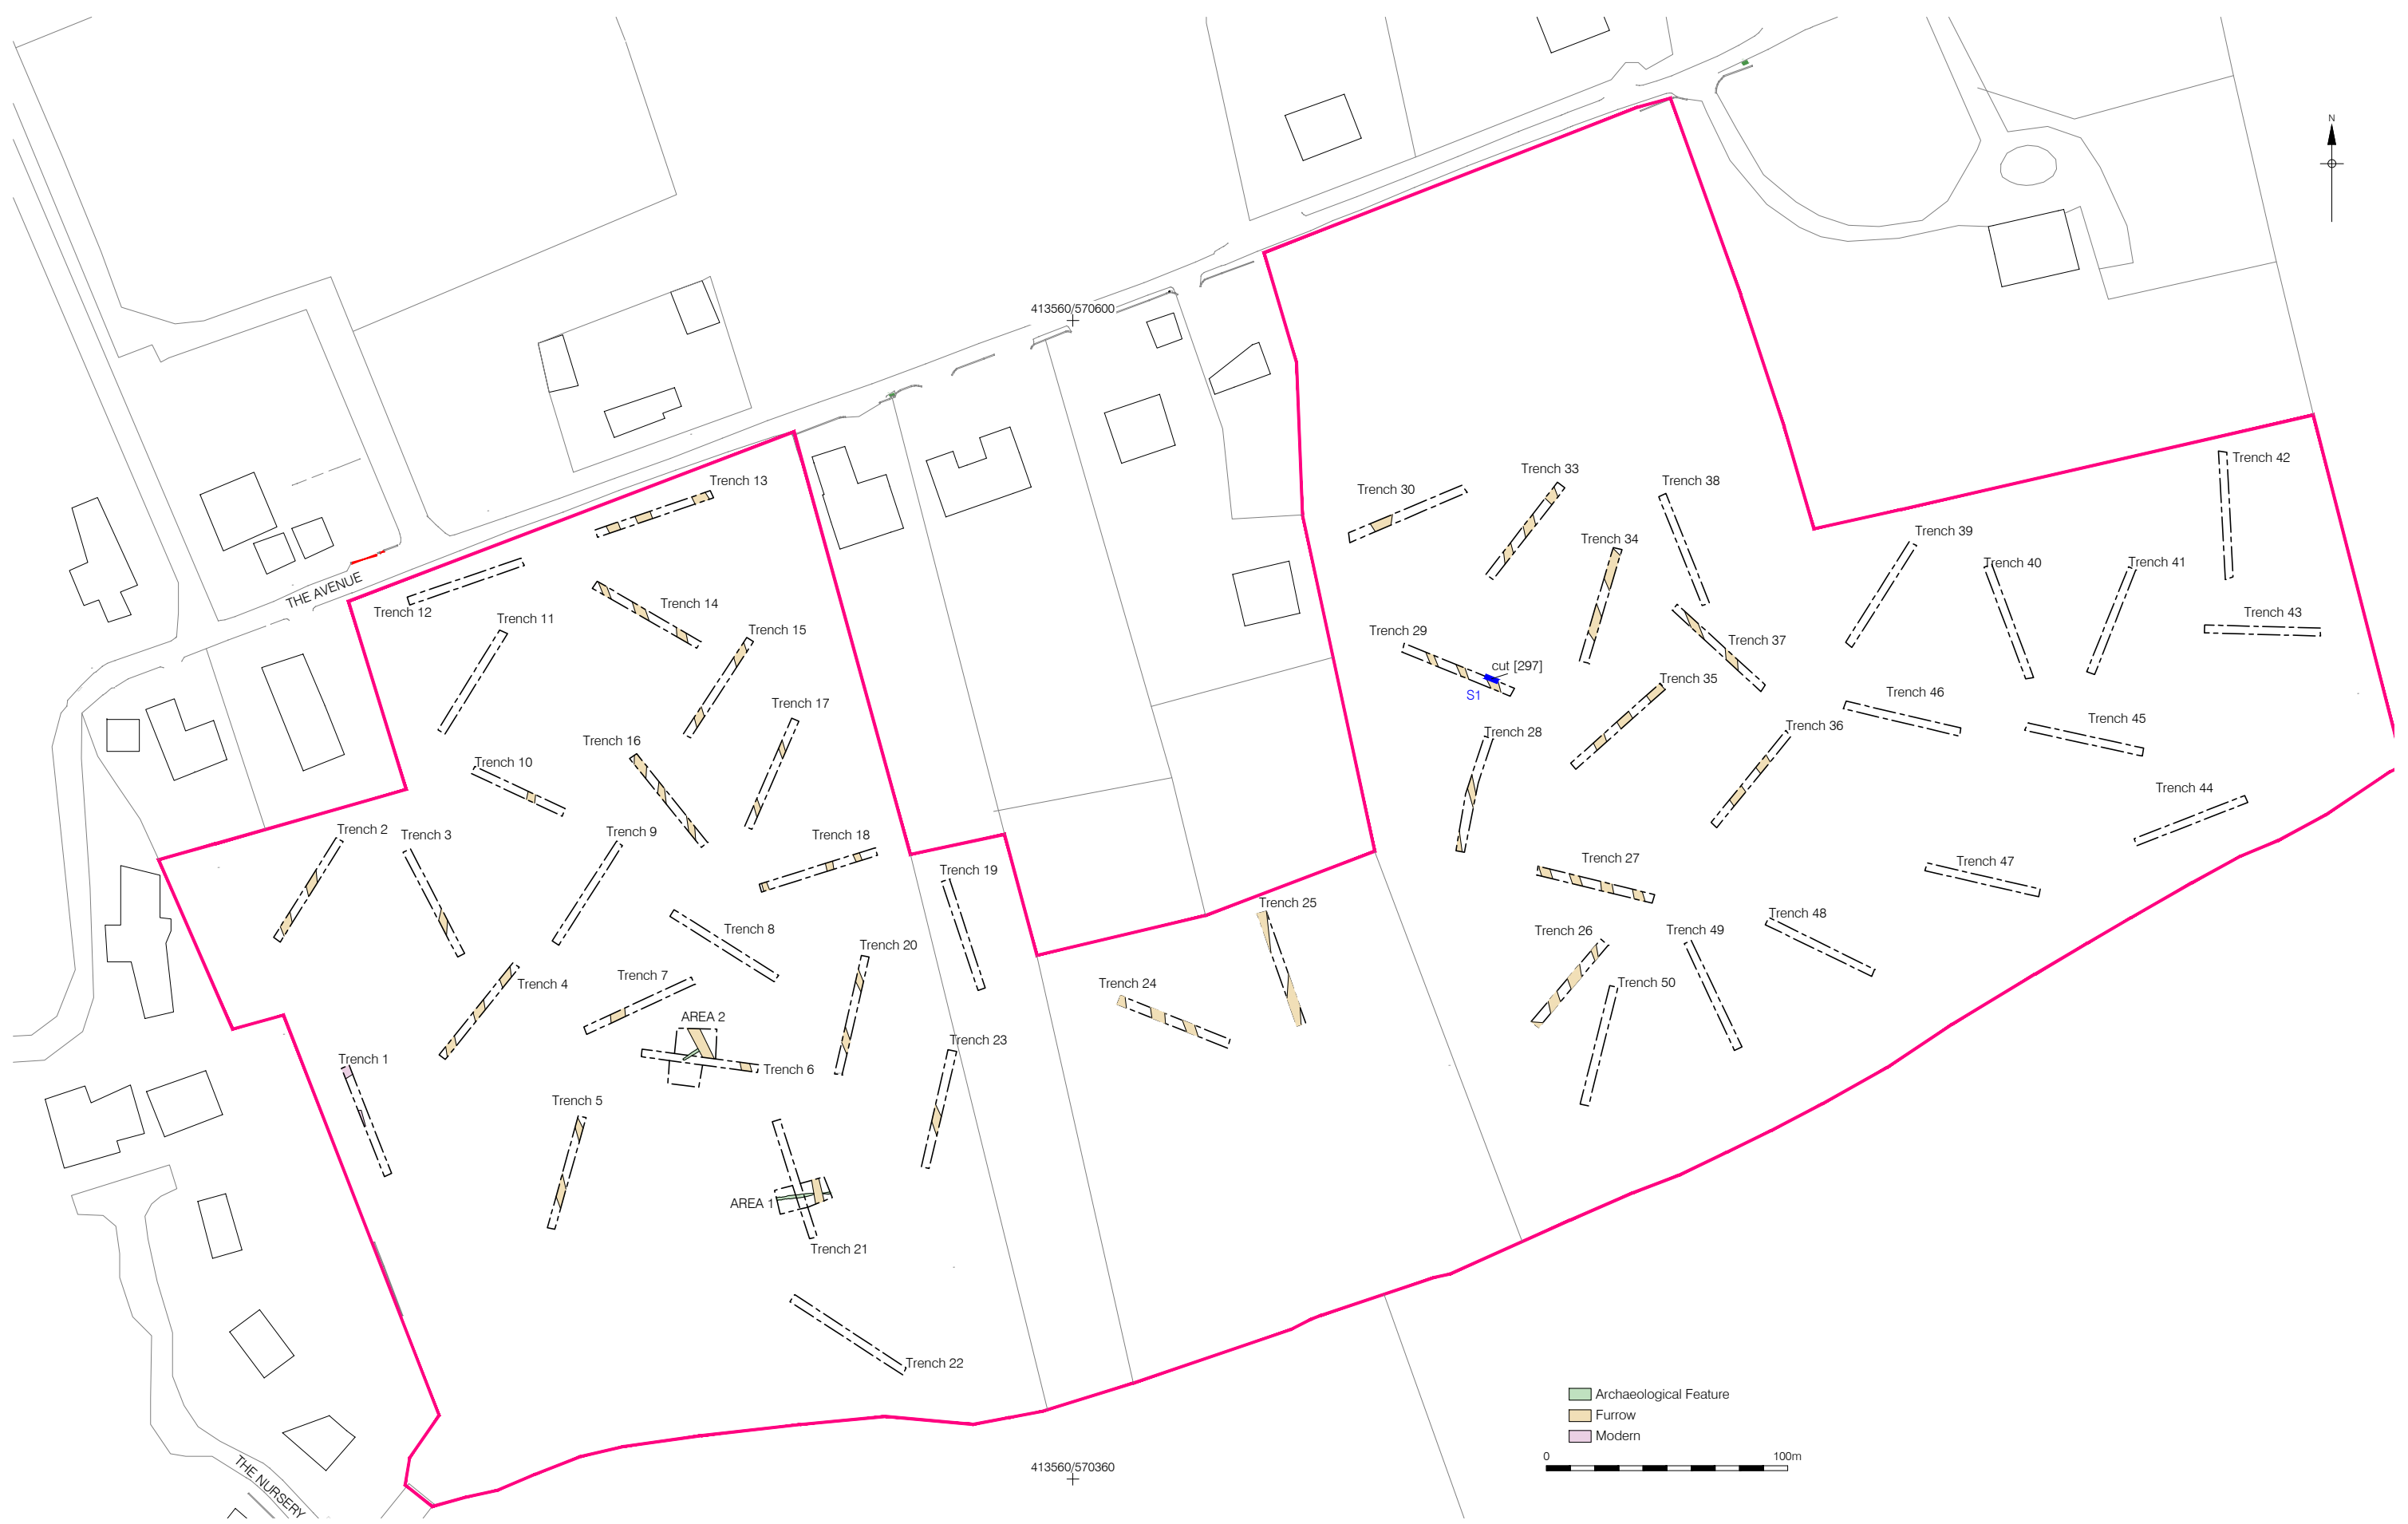 N
413560/570600
Trench 42
Trench 33
Trench 13
Trench 38
Trench 30
Trench 39
Trench 34
Trench 40
Trench 41
THE AVENUE
Trench 14
Trench 12
Trench 43
Trench 11
Trench 15
Trench 29
Trench 37
cut [297]
Trench 35
S1
Trench 46
Trench 17
Trench 45
Trench 36
Trench 28
Trench 16
Trench 10
Trench 44
Trench 2
Trench 9
Trench 3
Trench 18
Trench 27
Trench 47
Trench 19
Trench 25
Trench 48
Trench 8
Trench 26
Trench 49
Trench 20
Trench 7
Trench 4
Trench 24
Trench 50
AREA 2
Trench 23
Trench 1
Trench 6
Trench 5
AREA 1
Trench 21
Trench 22
Archaeological Feature
Furrow
Modern
0
100m
413560/570360
THE NURSERY